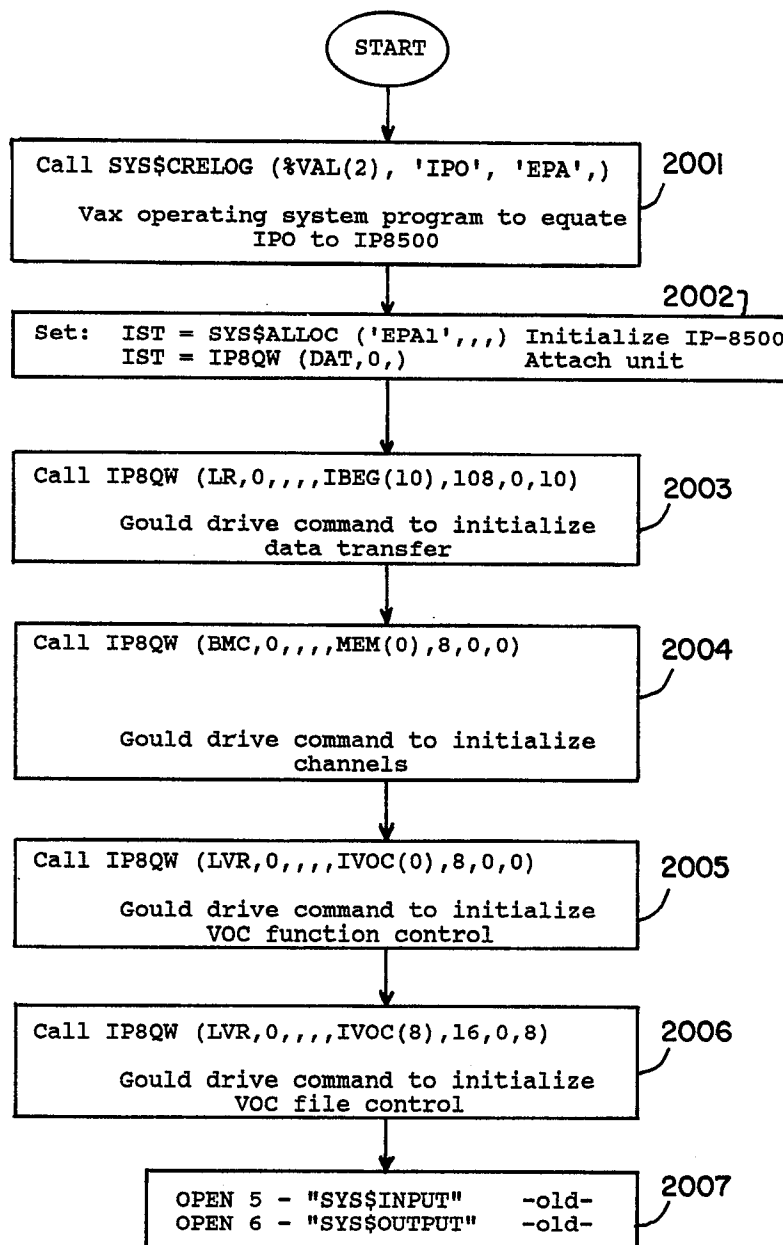 START
Call SYS$CRELOG (%VAL(2), 'IPO', 'EPA',)
2001
Vax operating system program to equate
IPO to IP8500
2002
Set: IST = SYS$ALLOC ('EPA1',,,) Initialize IP-8500
IST = IP8QW (DAT,0,) Attach unit
Call IP8QW (LR,0,,,,IBEG(10),108,0,10)
2003
Gould drive command to initialize
data transfer
Call IP8QW (BMC,0,,,,MEM(0),8,0,0)
2004
Gould drive command to initialize
channels
Call IP8QW (LVR,0,,,,IVOC(0),8,0,0)
2005
Gould drive command to initialize
VOC function control
Call IP8QW (LVR,0,,,,IVOC(8),16,0,8)
2006
Gould drive command to initialize
VOC file control
2007
OPEN 5 - "SYS$INPUT" -old-
OPEN 6 - "SYS$OUTPUT" -old-